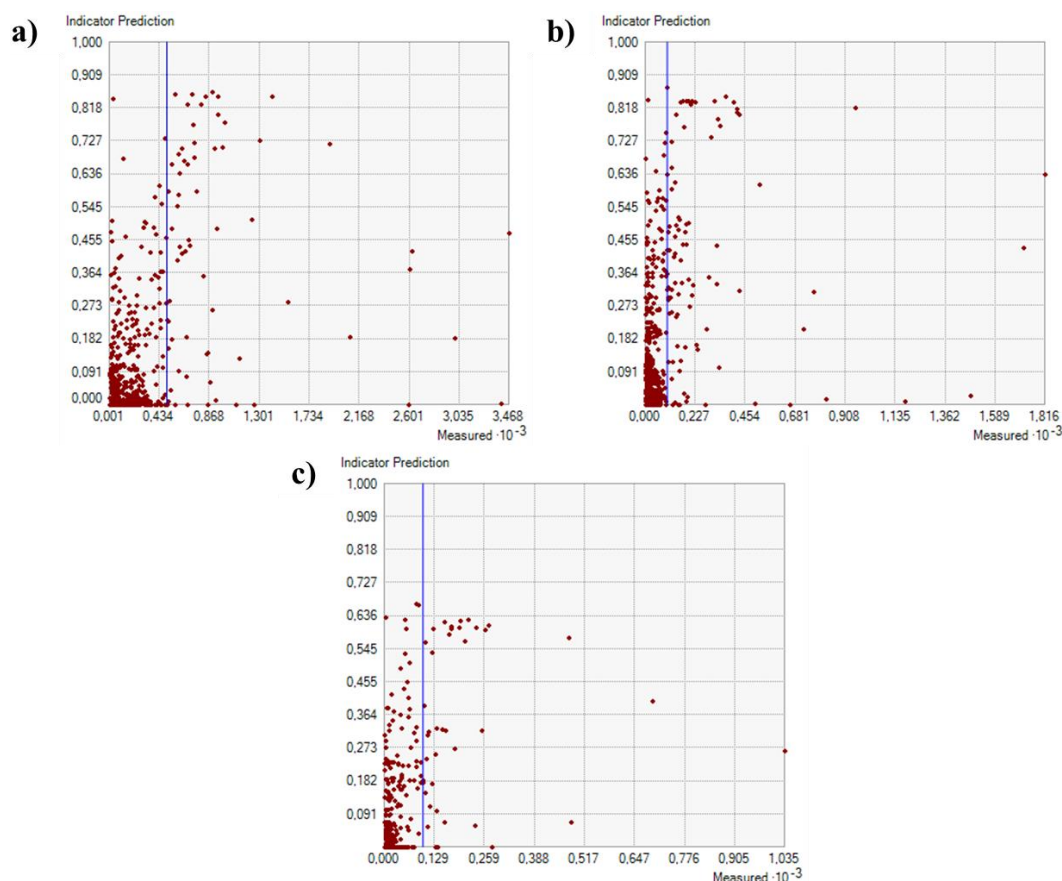 a)
Indicator Prediction
1,000
0,909
0,818
0,727
0,636
0,545
0,455
0,364
0,273
0,182
0,091
0,000
0,001 0,434 0,868 1,301 1,734 2,168 2,601 3,035 3,468
Measured ·10^-3
b)
Indicator Prediction
1,000
0,909
0,818
0,727
0,636
0,545
0,455
0,364
0,273
0,182
0,091
0,000 0,227 0,454 0,681 0,908 1,135 1,362 1,589 1,816
Measured ·10^-3
c)
Indicator Prediction
1,000
0,909
0,818
0,727
0,636
0,545
0,455
0,364
0,273
0,182
0,091
0,000 0,129 0,259 0,388 0,517 0,647 0,776 0,905 1,035
Measured ·10^-3